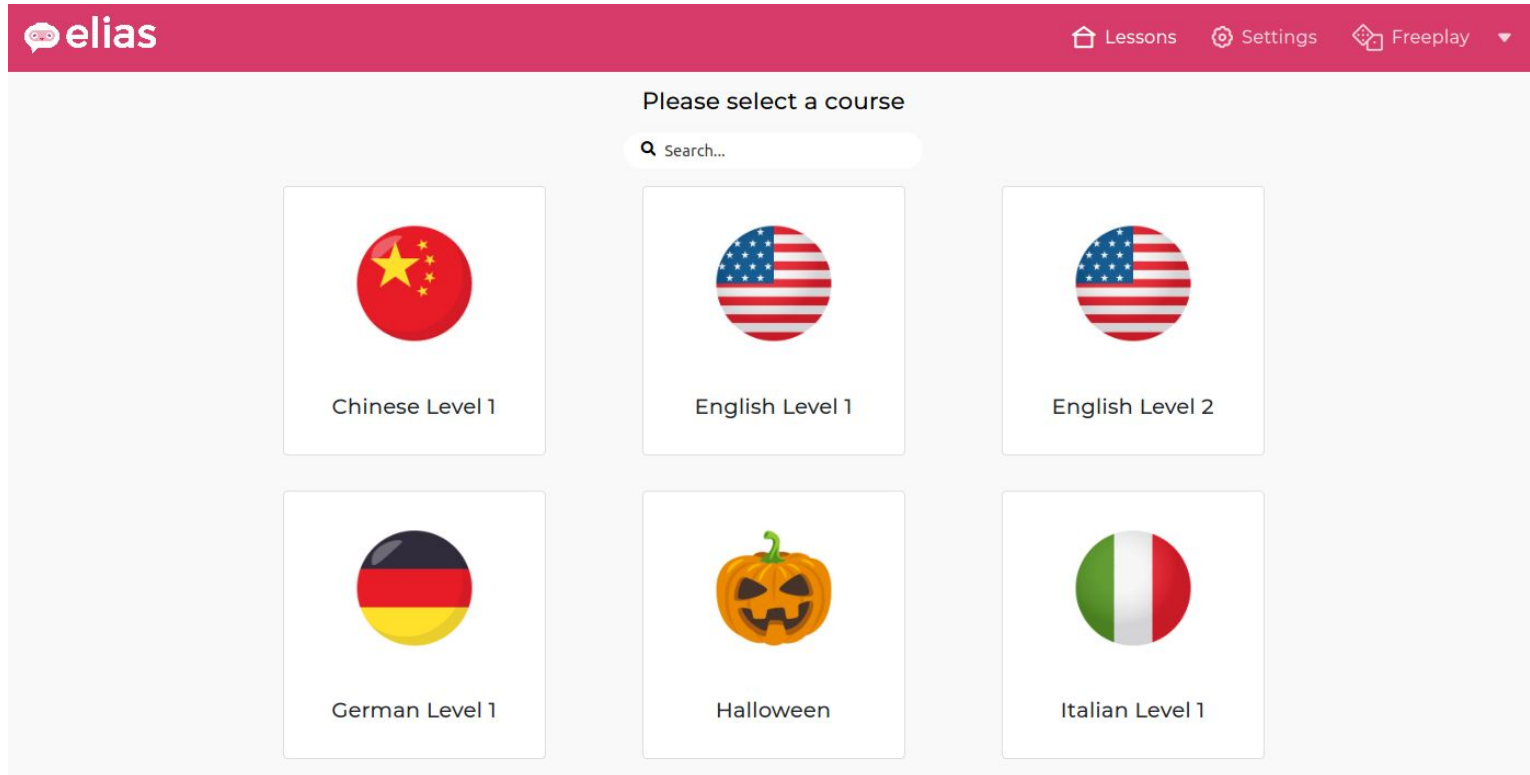 elias
Lessons Settings Freeplay
Please select a course
Search...
Chinese Level 1 English Level 1 English Level 2
German Level 1 Halloween Italian Level 1